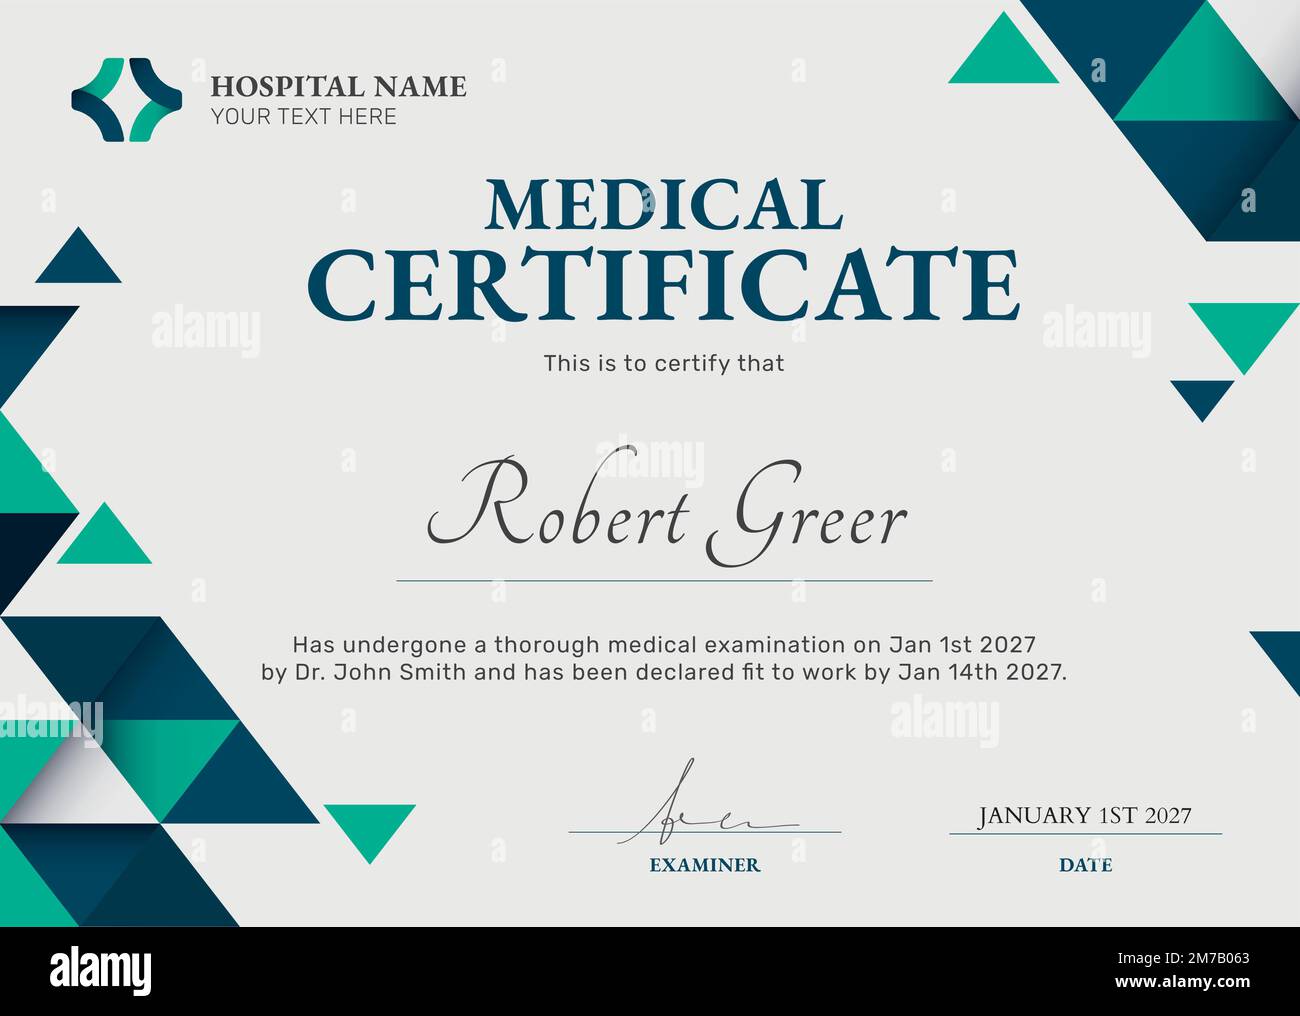 HOSPITAL NAME
YOUR TEXT HERE
MEDICAL
CERTIFICATE
This is to certify that
Robert Greer
Has undergone a thorough medical examination on Jan 1st 2027
by Dr. John Smith and has been declared fit to work by Jan 14th 2027.
JANUARY 1ST 2027
EXAMINER
DATE
alamy
Image ID: 2M7B063
www.alamy.com